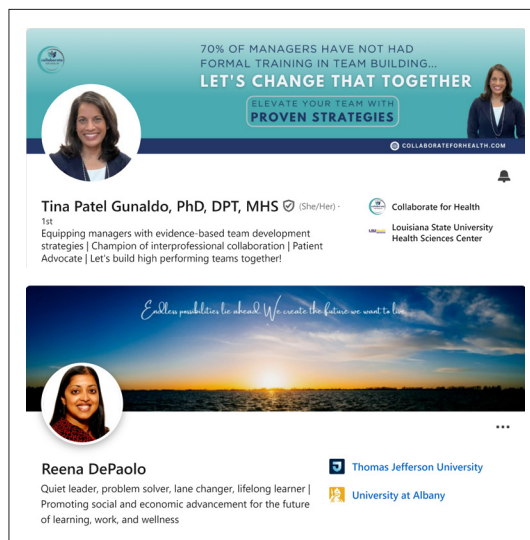 70% OF MANAGERS HAVE NOT HAD
FORMAL TRAINING IN TEAM BUILDING...
LET'S CHANGE THAT TOGETHER
ELEVATE YOUR TEAM WITH
PROVEN STRATEGIES
COLLABORATEFORHEALTH.COM
Tina Patel Gunaldo, PhD, DPT, MHS (She/Her) ·
1st
Equipping managers with evidence-based team development
strategies | Champion of interprofessional collaboration | Patient
Advocate | Let's build high performing teams together!
Collaborate for Health
Louisiana State University
Health Sciences Center
Endless possibilities lie ahead. We create the future we want to live.
Reena DePaolo
Quiet leader, problem solver, lane changer, lifelong learner |
Promoting social and economic advancement for the future
of learning, work, and wellness
Thomas Jefferson University
University at Albany